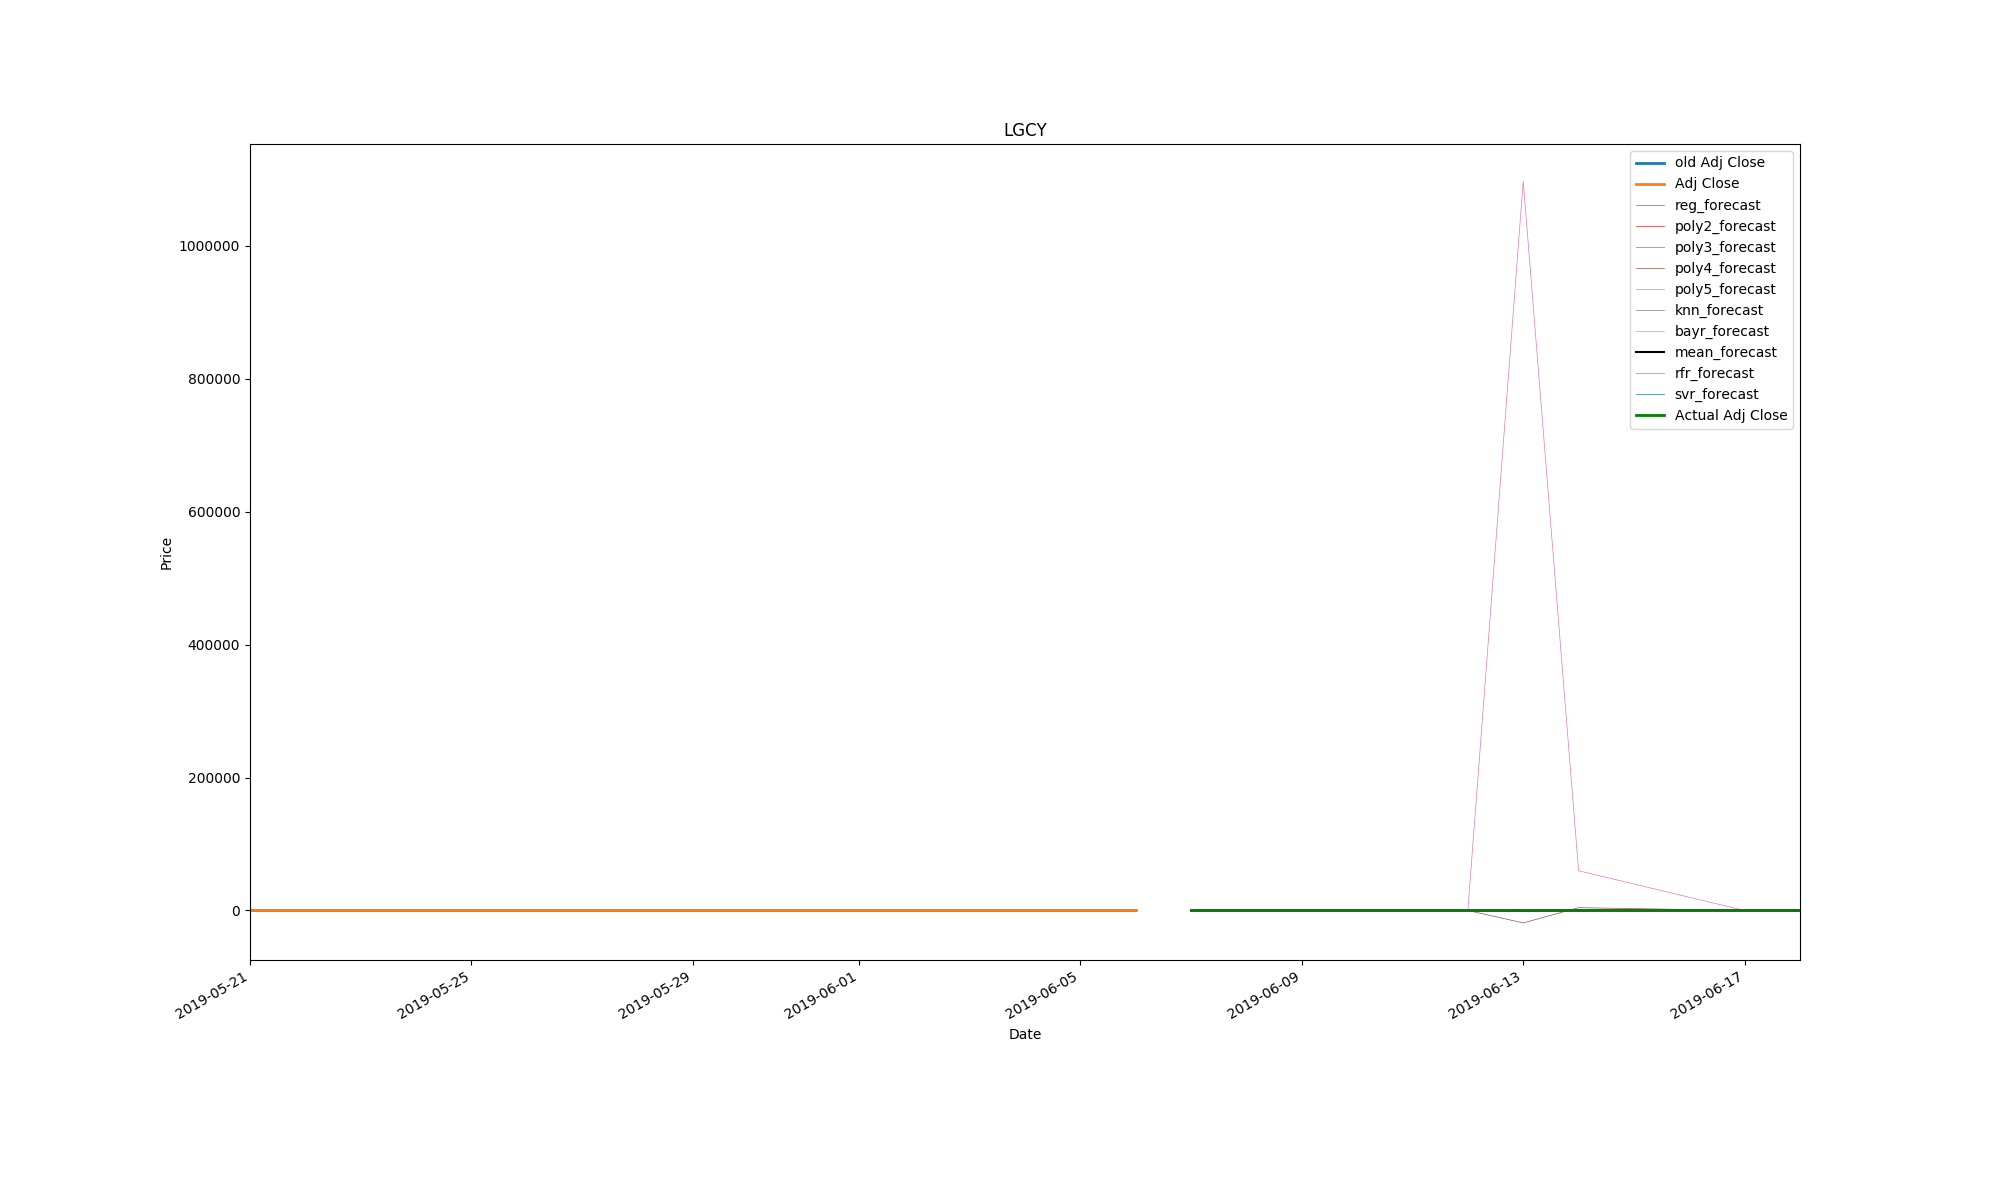 LGCY
old Adj Close
Adj Close
reg_forecast
poly2_forecast
poly3_forecast
poly4_forecast
poly5_forecast
knn_forecast
bayr_forecast
mean_forecast
rfr_forecast
svr_forecast
Actual Adj Close
1000000
800000
600000
400000
200000
0
Price
2019-05-21
2019-05-25
2019-05-29
2019-06-01
2019-06-05
2019-06-09
2019-06-13
2019-06-17
Date